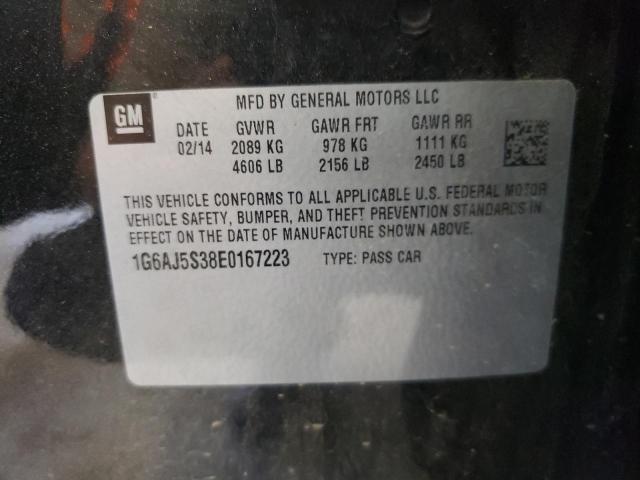 GM
MFD BY GENERAL MOTORS LLC
DATE GVWR GAWR FRT GAWR RR
02/14 2089 KG 978 KG 1111 KG
4606 LB 2156 LB 2450 LB
THIS VEHICLE CONFORMS TO ALL APPLICABLE U.S. FEDERAL MOTOR
VEHICLE SAFETY, BUMPER, AND THEFT PREVENTION STANDARDS IN
EFFECT ON THE DATE OF MANUFACTURE SHOWN ABOVE.
1G6AJ5S38E0167223 TYPE: PASS CAR